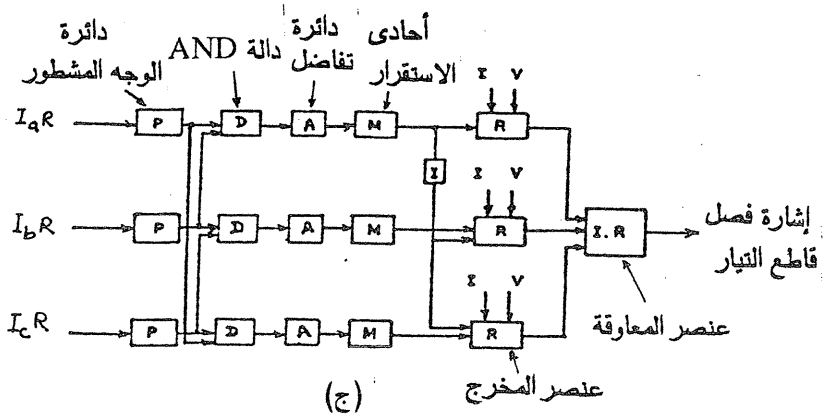 دائرة
الوجه المشطور
دالة AND
دائرة
تفاضل
أحادى
الاستقرار
I V
IaR P D A M R
I
I V
IbR P D A M R I.R إشارة فصل
قاطع التيار
I V
عنصر المعاوقة
IcR P D A M R
عنصر المخرج
(ج)